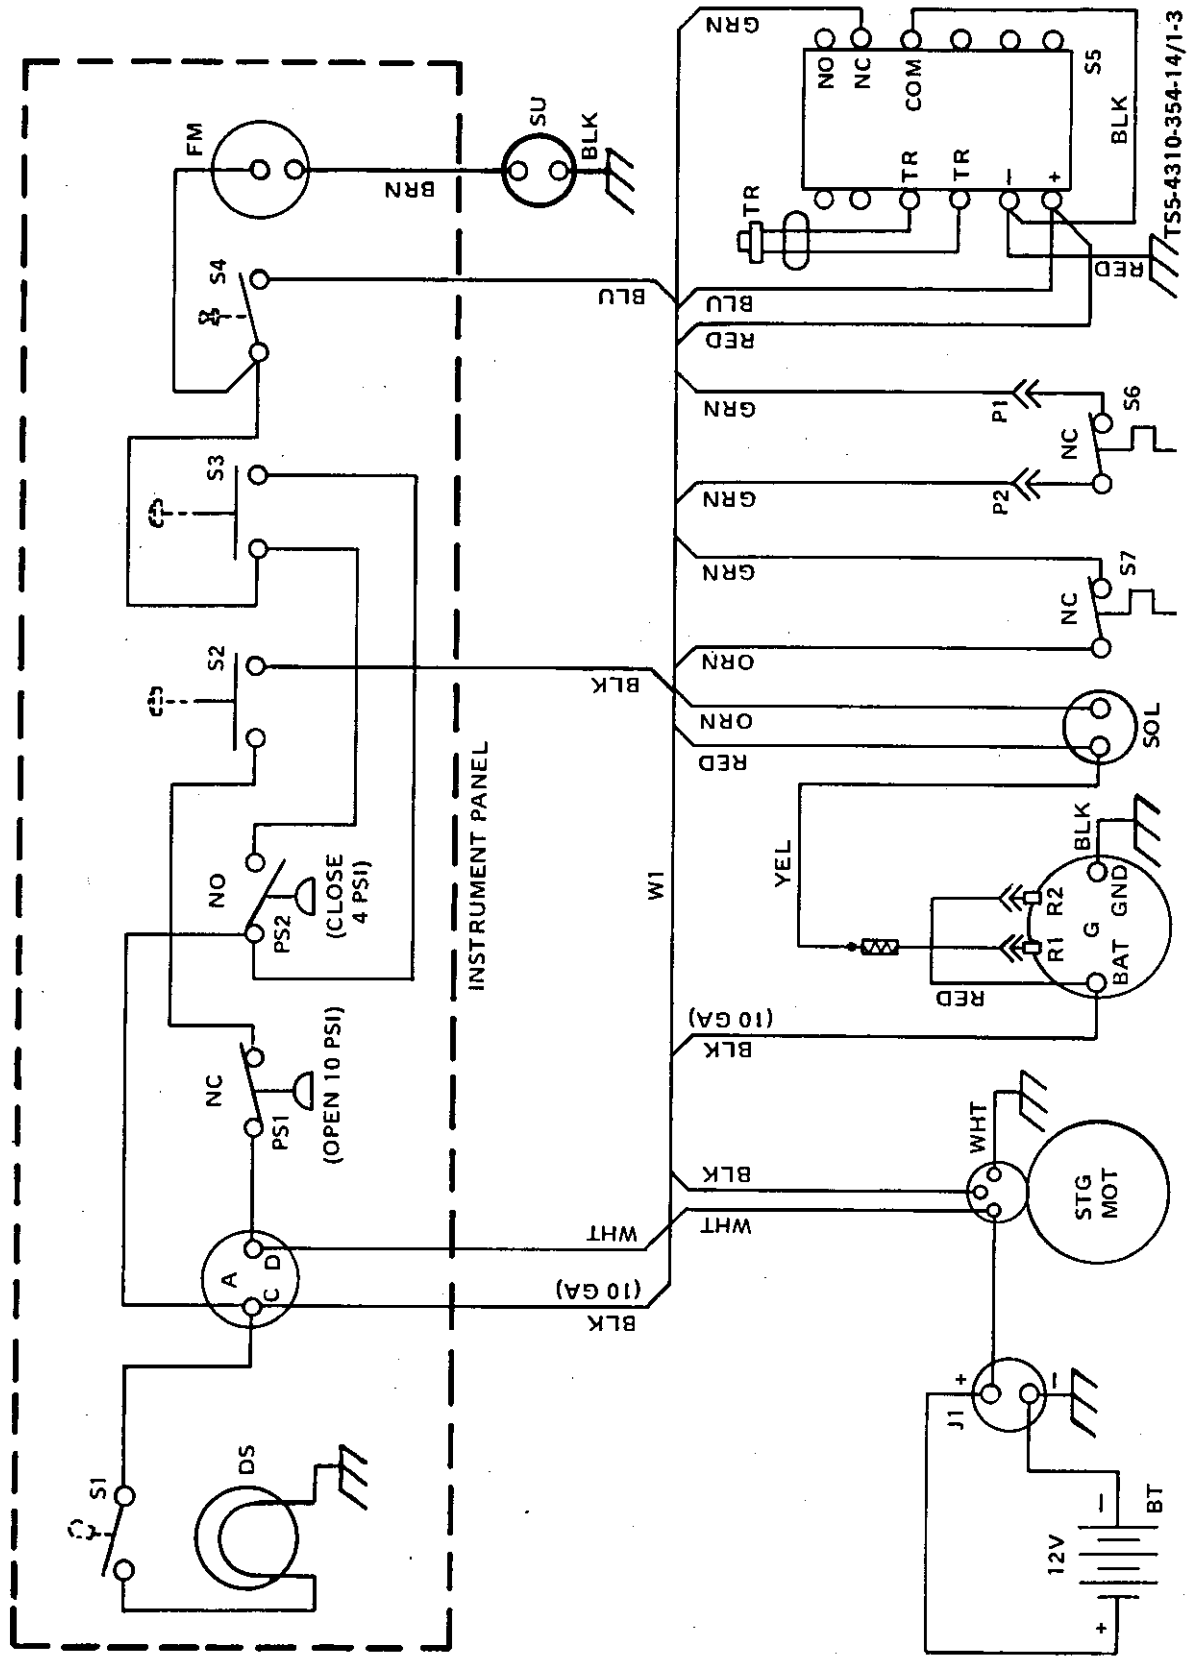 S1
DS
A
C
D
PS1
NC
(OPEN 10 PSI)
PS2
NO
(CLOSE
4 PSI)
S2
S3
S4
FM
INSTRUMENT PANEL
BRN
SU
BLK
BLK
(10 GA)
WHT
BLK
BLU
W1
GRN
WHT
BLK
BLK
(10 GA)
RED
ORN
ORN
GRN
GRN
GRN
RED
BLU
12V
+
–
BT
J1
+
–
STG
MOT
WHT
RED
YEL
BAT
G
GND
R1
R2
BLK
SOL
NC
S7
P2
P1
NC
S6
TR
TR
TR
–
+
RED
NO
NC
COM
S5
BLK
TS5-4310-354-14/1-3